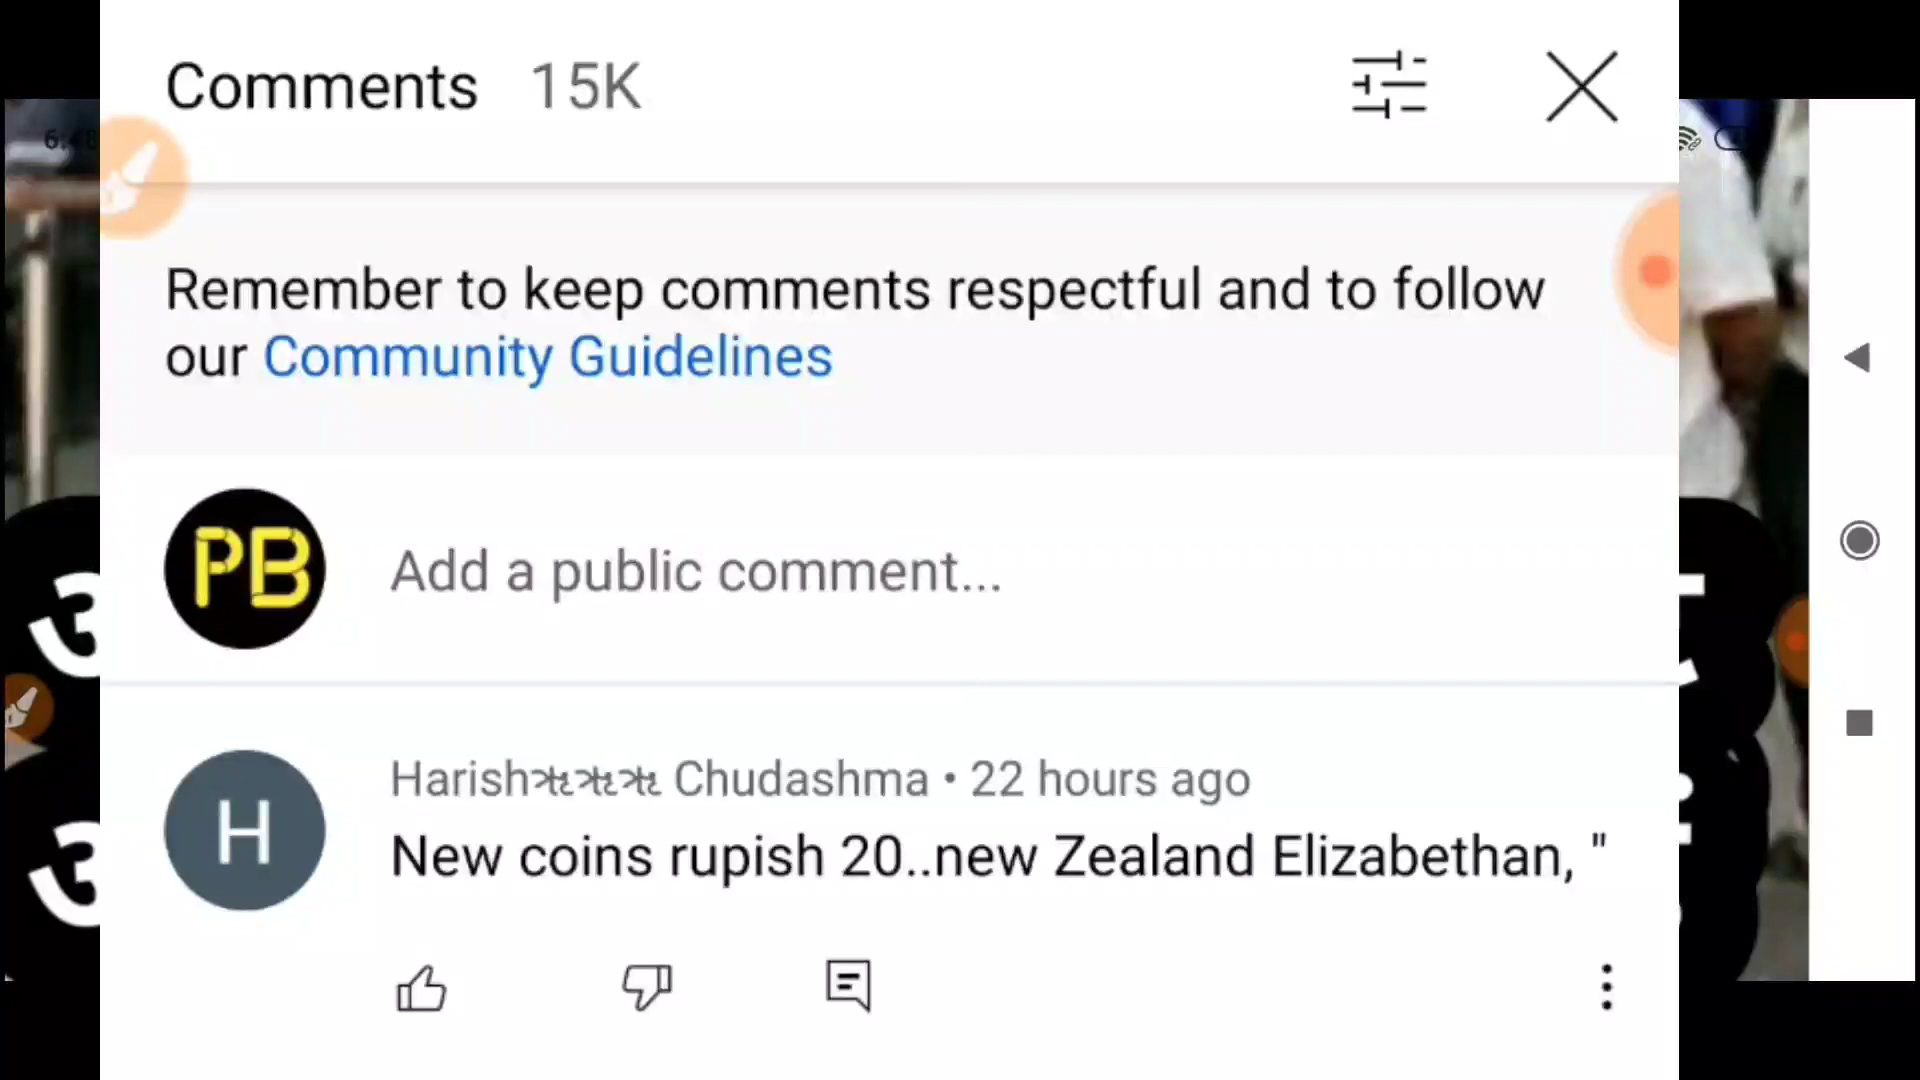 Comments 15K
Remember to keep comments respectful and to follow
our Community Guidelines
PB
Add a public comment...
H
Chudashma • 22 hours ago
New coins rupish 20..new Zealand Elizabethan, "